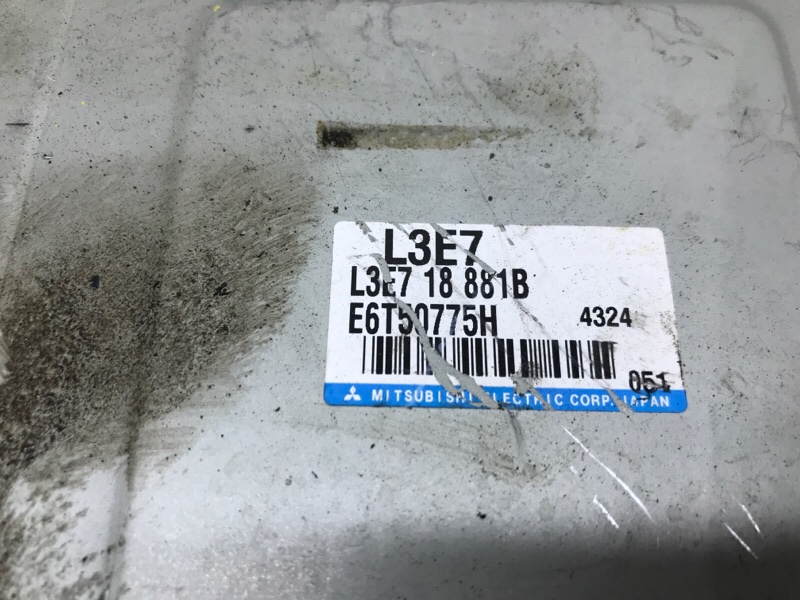 L3E7
L3E7 18 881B
E6T50775H 4324
051
MITSUBISHI ELECTRIC CORP. JAPAN